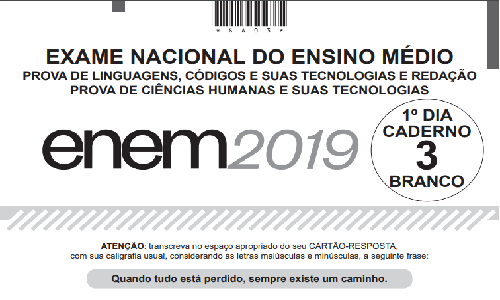 *SA03*
EXAME NACIONAL DO ENSINO MÉDIO
PROVA DE LINGUAGENS, CÓDIGOS E SUAS TECNOLOGIAS E REDAÇÃO
PROVA DE CIÊNCIAS HUMANAS E SUAS TECNOLOGIAS
enem2019
1º DIA
CADERNO
3
BRANCO
ATENÇÃO: transcreva no espaço apropriado do seu CARTÃO-RESPOSTA,
com sua caligrafia usual, considerando as letras maiúsculas e minúsculas, a seguinte frase:
Quando tudo está perdido, sempre existe um caminho.